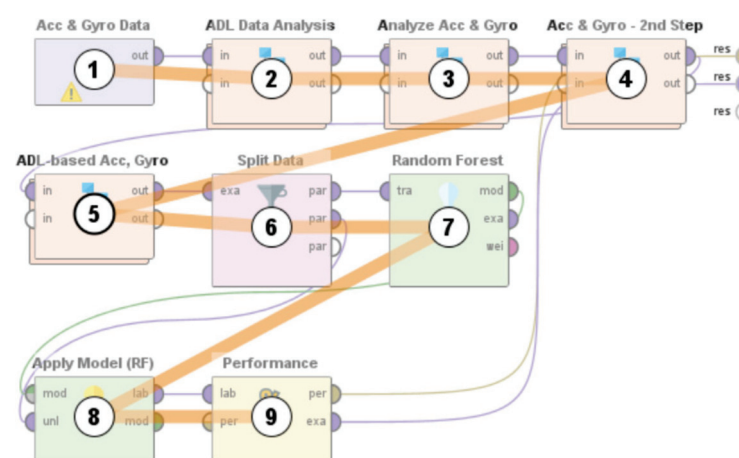 Acc & Gyro Data
ADL Data Analysis
Analyze Acc & Gyro
Acc & Gyro - 2nd Step
out in out in out in out res
1 in 2 out in 3 out in 4 out res
res
ADL-based Acc, Gyro
Split Data
Random Forest
in out exa par tra mod
in 5 out 6 par 7 exa
par wei
Apply Model (RF)
Performance
mod lab lab per
unl 8 mod per 9 exa